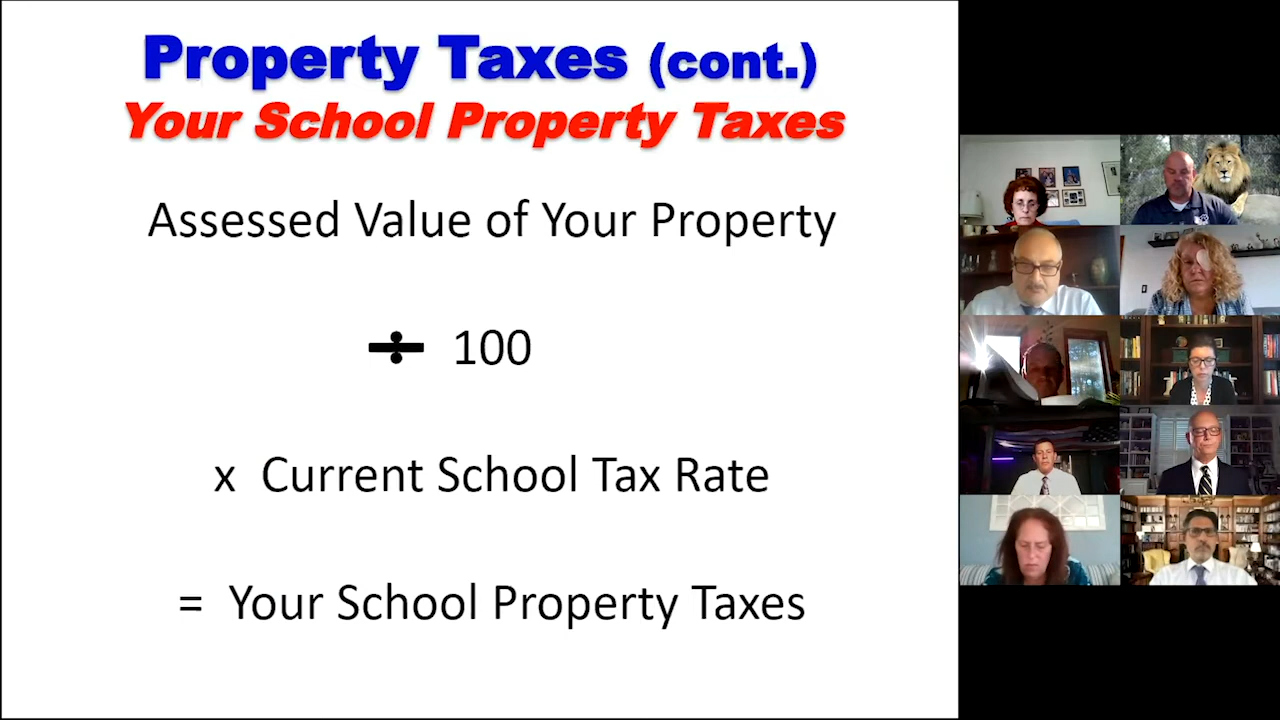 Property Taxes (cont.)
Your School Property Taxes
Assessed Value of Your Property
÷ 100
x Current School Tax Rate
= Your School Property Taxes